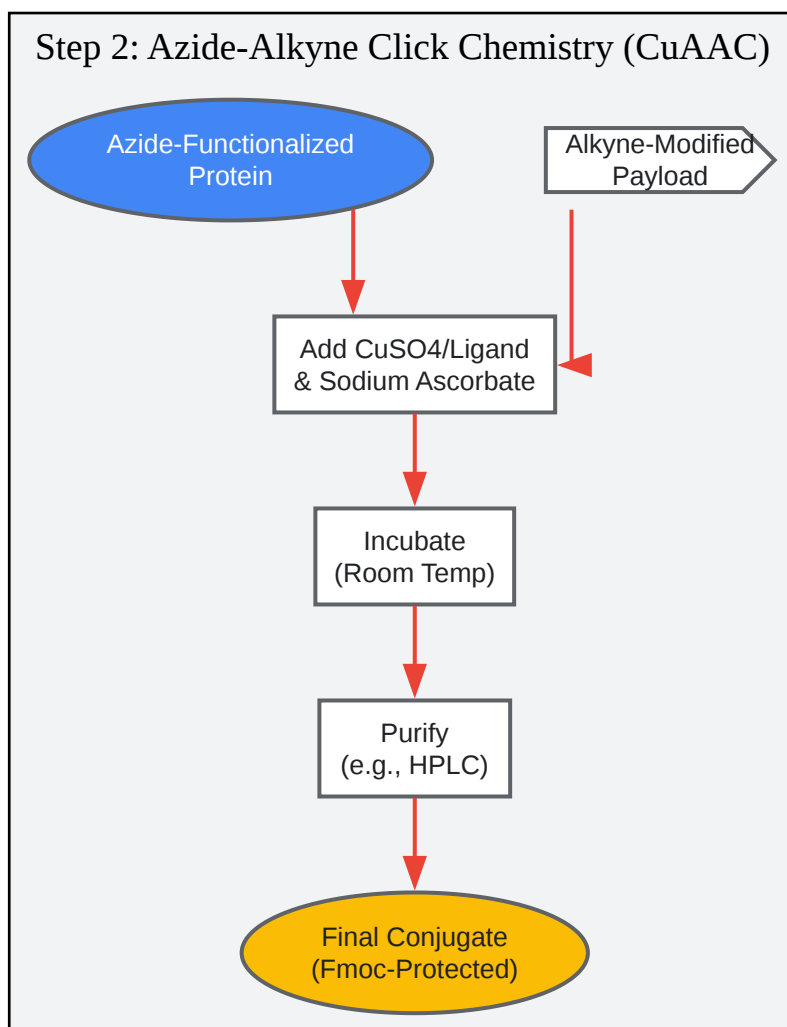 Step 2: Azide-Alkyne Click Chemistry (CuAAC)
Azide-Functionalized
Protein
Alkyne-Modified
Payload
Add CuSO4/Ligand
& Sodium Ascorbate
Incubate
(Room Temp)
Purify
(e.g., HPLC)
Final Conjugate
(Fmoc-Protected)